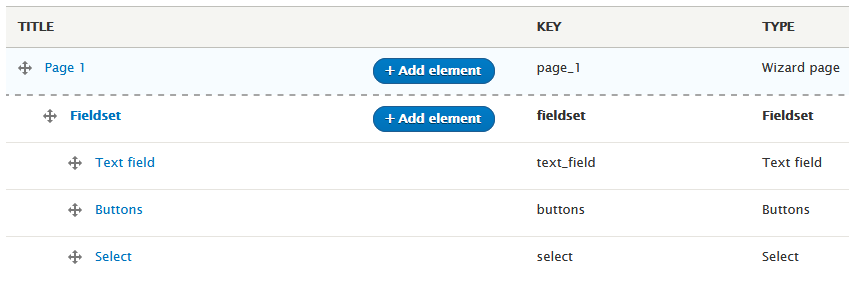 TITLE KEY TYPE
Page 1 + Add element page_1 Wizard page
Fieldset + Add element fieldset Fieldset
Text field text_field Text field
Buttons buttons Buttons
Select select Select